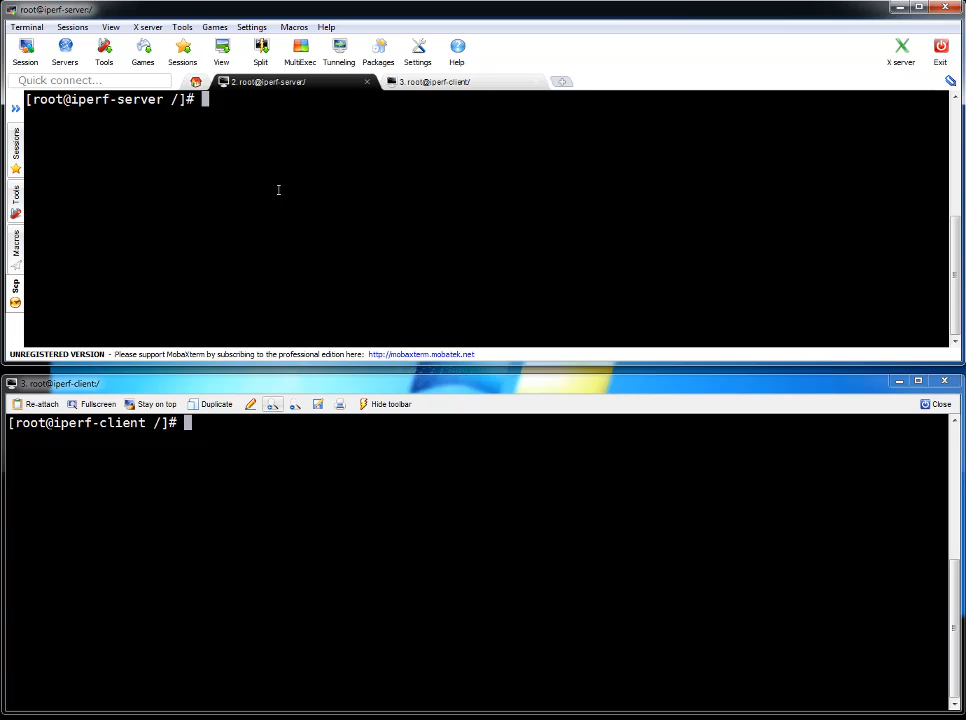 root@iperf-server:/
Terminal Sessions View X server Tools Games Settings Macros Help
Session Servers Tools Games Sessions View Split MultiExec Tunneling Packages Settings Help X server Exit
Quick connect...
2. root@iperf-server:/
3. root@iperf-client:/
[root@iperf-server /]#
Sessions
Tools
Macros
Scp
UNREGISTERED VERSION - Please support MobaXterm by subscribing to the professional edition here: http://mobaxterm.mobatek.net
3. root@iperf-client:/
Re-attach Fullscreen Stay on top Duplicate Hide toolbar Close
[root@iperf-client /]#